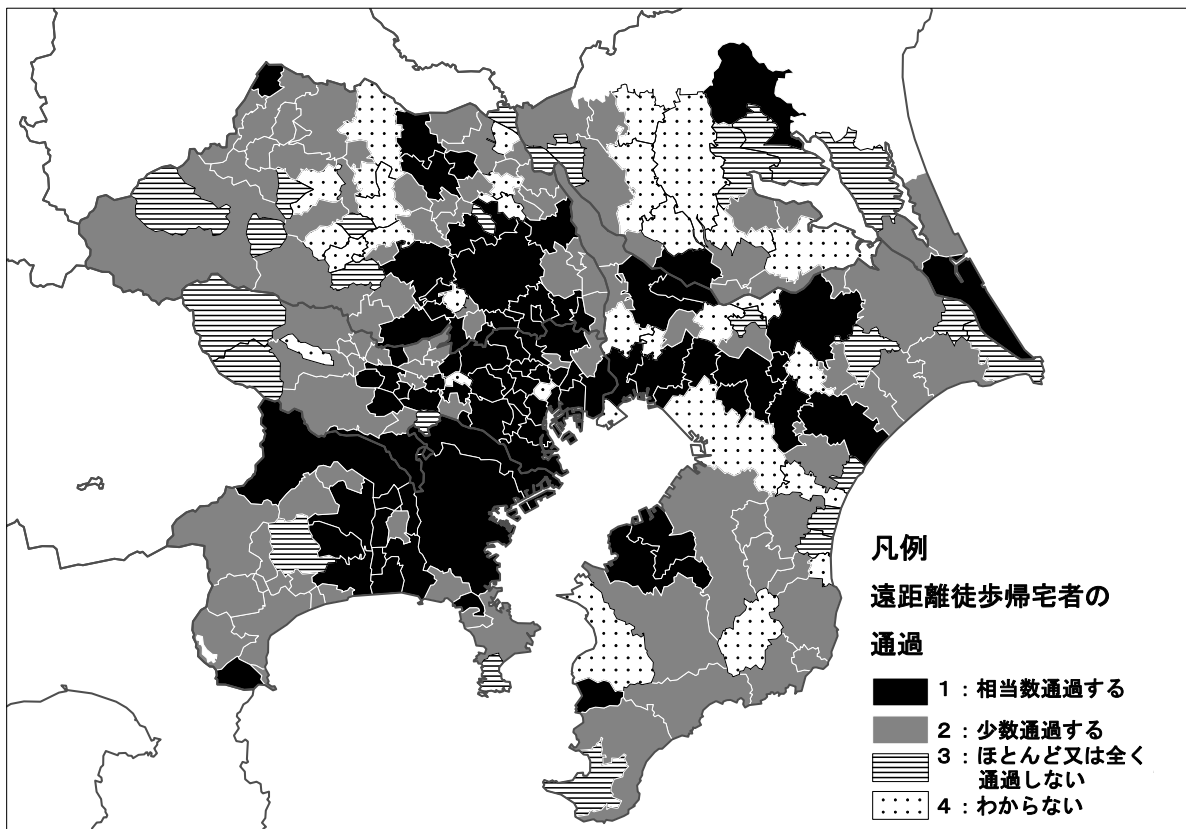 凡例
遠距離徒歩帰宅者の
通過
1：相当数通過する
2：少数通過する
3：ほとんど又は全く
通過しない
4：わからない